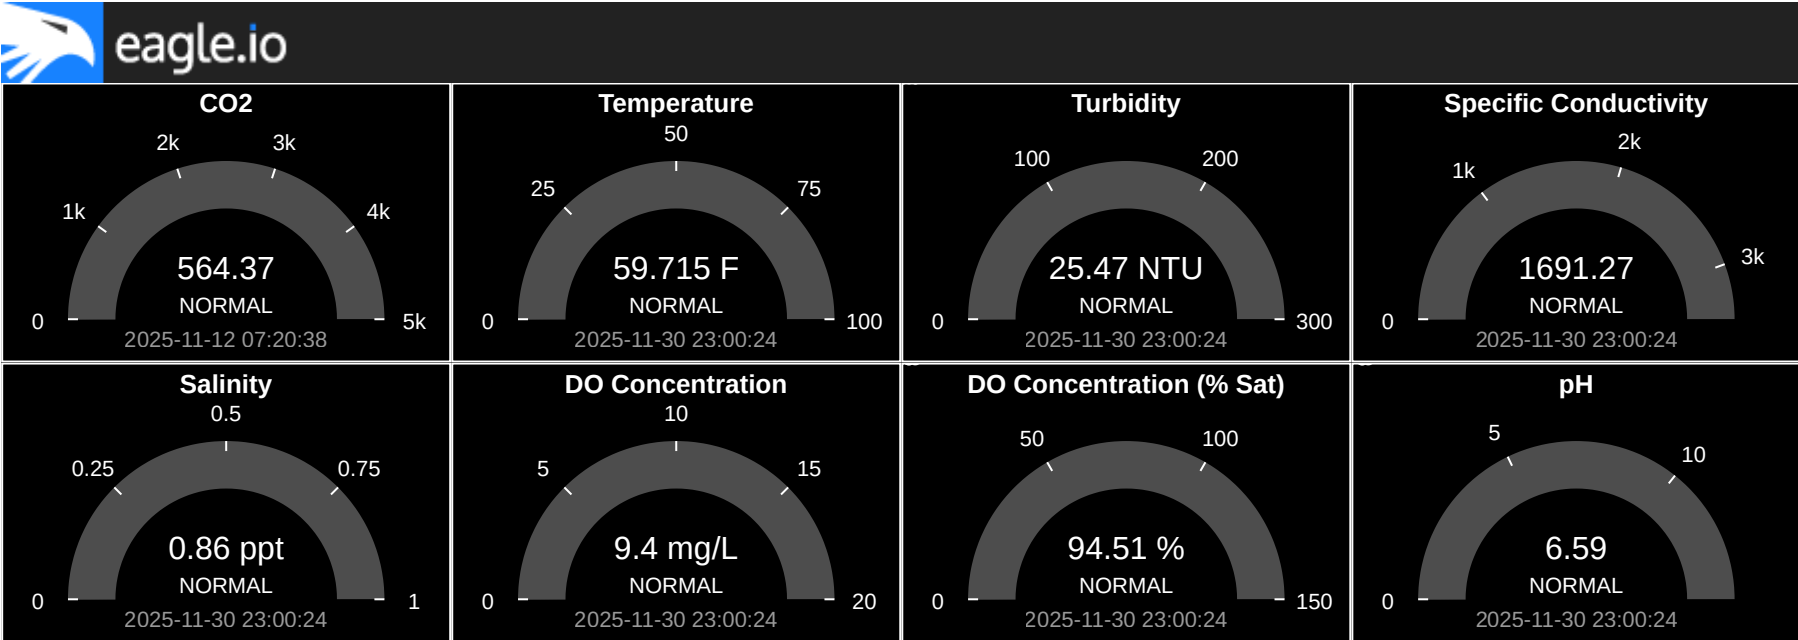 eagle.io
CO2
2k
3k
1k
4k
564.37
NORMAL
0
5k
2025-11-12 07:20:38
Temperature
50
25
75
59.715 F
NORMAL
0
100
2025-11-30 23:00:24
Turbidity
100
200
25.47 NTU
NORMAL
0
300
2025-11-30 23:00:24
Specific Conductivity
2k
1k
3k
1691.27
NORMAL
0
2025-11-30 23:00:24
Salinity
0.5
0.25
0.75
0.86 ppt
NORMAL
0
1
2025-11-30 23:00:24
DO Concentration
10
5
15
9.4 mg/L
NORMAL
0
20
2025-11-30 23:00:24
DO Concentration (% Sat)
50
100
94.51 %
NORMAL
0
150
2025-11-30 23:00:24
pH
5
10
6.59
NORMAL
0
2025-11-30 23:00:24